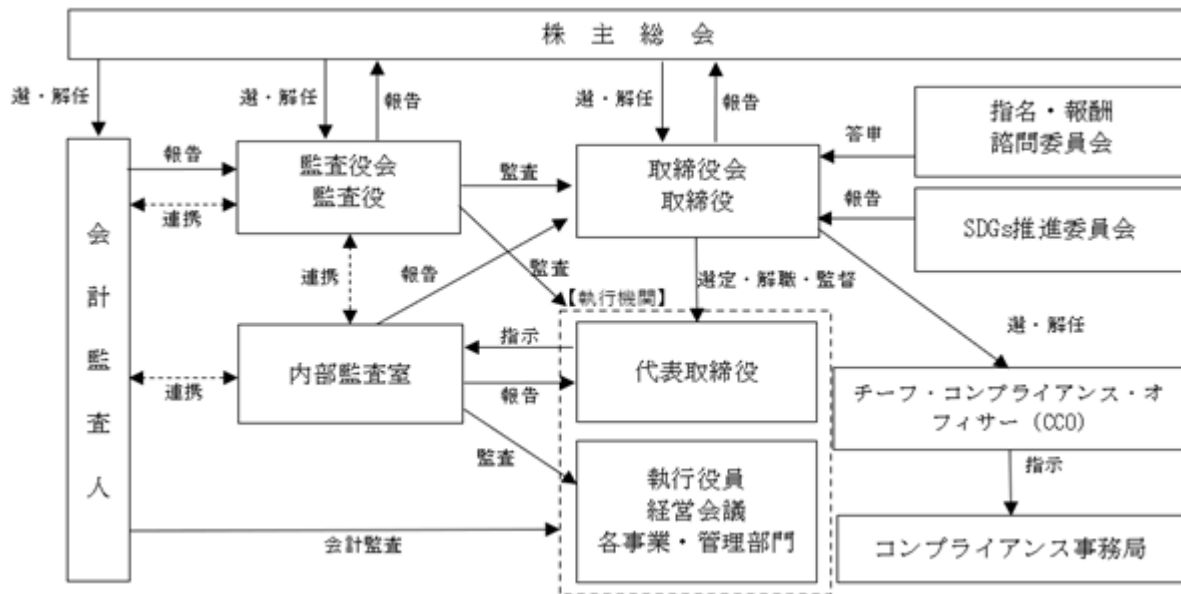 株主総会
選・解任
選・解任
報告
選・解任
報告
指名・報酬
諮問委員会
答申
報告
監査役会
監査役
監査
取締役会
取締役
報告
SDGs推進委員会
連携
会計監査人
連携
報告
監査
選定・解職・監督
【執行機関】
選・解任
指示
内部監査室
代表取締役
連携
報告
チーフ・コンプライアンス・オ
フィサー（CCO）
監査
指示
執行役員
経営会議
各事業・管理部門
会計監査
コンプライアンス事務局